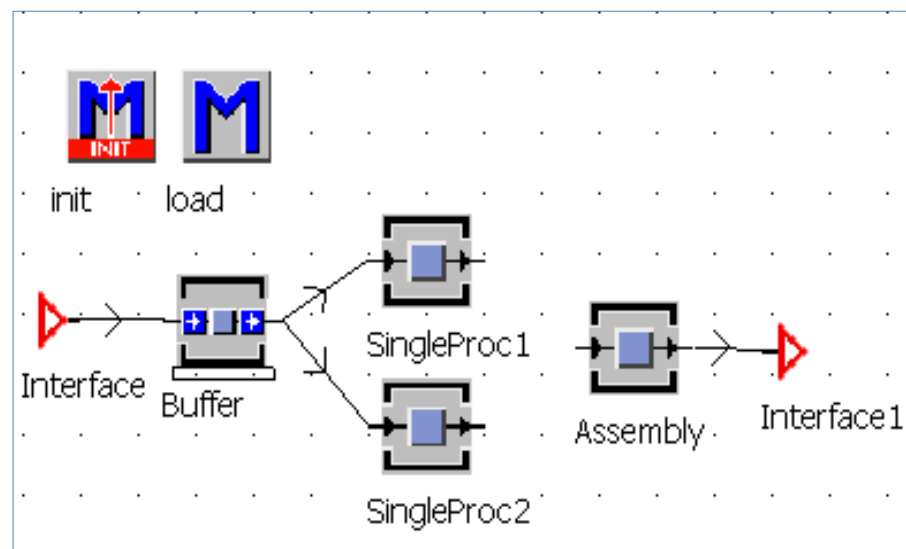 INIT
init
load
SingleProc1
Interface
Buffer
Assembly
Interface1
SingleProc2